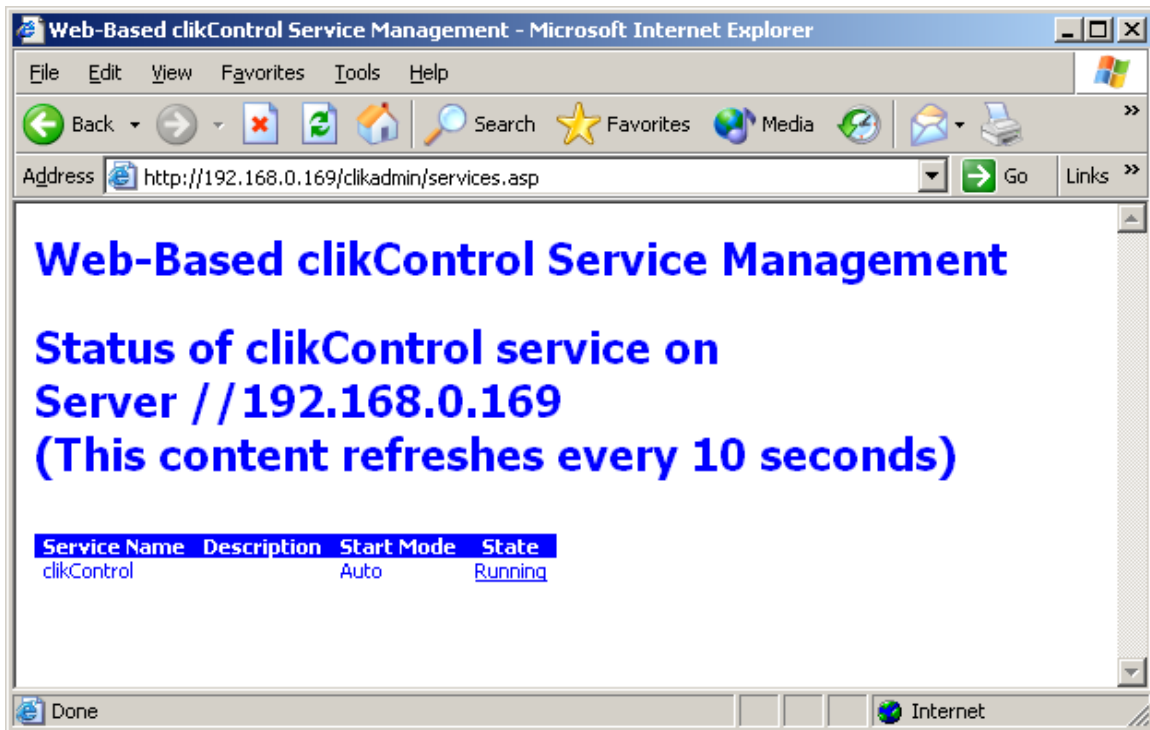 Web-Based clikControl Service Management - Microsoft Internet Explorer
File Edit View Favorites Tools Help
Back Search Favorites Media »
Address http://192.168.0.169/clikadmin/services.asp Go Links »
Web-Based clikControl Service Management
Status of clikControl service on
Server //192.168.0.169
(This content refreshes every 10 seconds)
Service Name Description Start Mode State
clikControl Auto Running
Done Internet